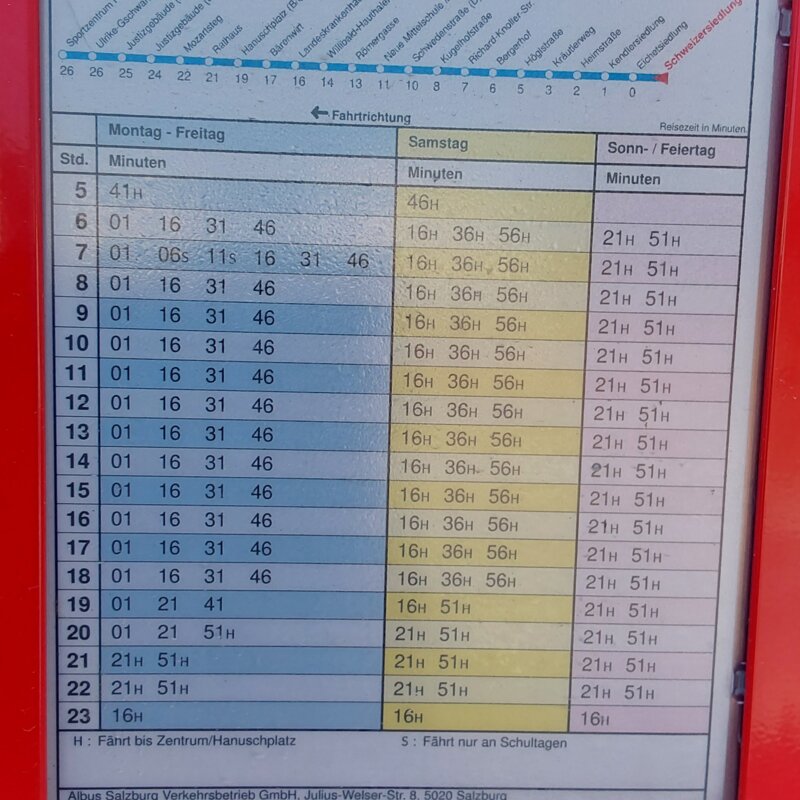 Sportzentrum
Ulrike-Gschwan
Justizgebäude
Justizgebäude
Mozartsteg
Rathaus
Hanuschplatz
Bärenwirt
Landeskrankenha
Willibald-Hauthaler
Römergasse
Neue Mittelschule
Schwedenstraße
Kugelhofstraße
Richard-Knoller Str.
Bergerhof
Höglstraße
Kräutlerweg
Heimstraße
Kendlersiedlung
Eichetsiedlung
Schweizersiedlung
26 26 25 24 22 21 19 17 16 14 13 11 10 8 7 6 5 3 2 1 0
← Fahrtrichtung
Reisezeit in Minuten.
Montag - Freitag Samstag Sonn- / Feiertag
Std. Minuten Minuten Minuten
5 41H 46H
6 01 16 31 46 16H 36H 56H 21H 51H
7 01 06S 11S 16 31 46 16H 36H 56H 21H 51H
8 01 16 31 46 16H 36H 56H 21H 51H
9 01 16 31 46 16H 36H 56H 21H 51H
10 01 16 31 46 16H 36H 56H 21H 51H
11 01 16 31 46 16H 36H 56H 21H 51H
12 01 16 31 46 16H 36H 56H 21H 51H
13 01 16 31 46 16H 36H 56H 21H 51H
14 01 16 31 46 16H 36H 56H 21H 51H
15 01 16 31 46 16H 36H 56H 21H 51H
16 01 16 31 46 16H 36H 56H 21H 51H
17 01 16 31 46 16H 36H 56H 21H 51H
18 01 16 31 46 16H 36H 56H 21H 51H
19 01 21 41 16H 51H 21H 51H
20 01 21 51H 21H 51H 21H 51H
21 21H 51H 21H 51H 21H 51H
22 21H 51H 21H 51H 21H 51H
23 16H 16H 16H
H : Fährt bis Zentrum/Hanuschplatz S : Fährt nur an Schultagen
Albus Salzburg Verkehrsbetrieb GmbH, Julius-Welser-Str. 8, 5020 Salzburg